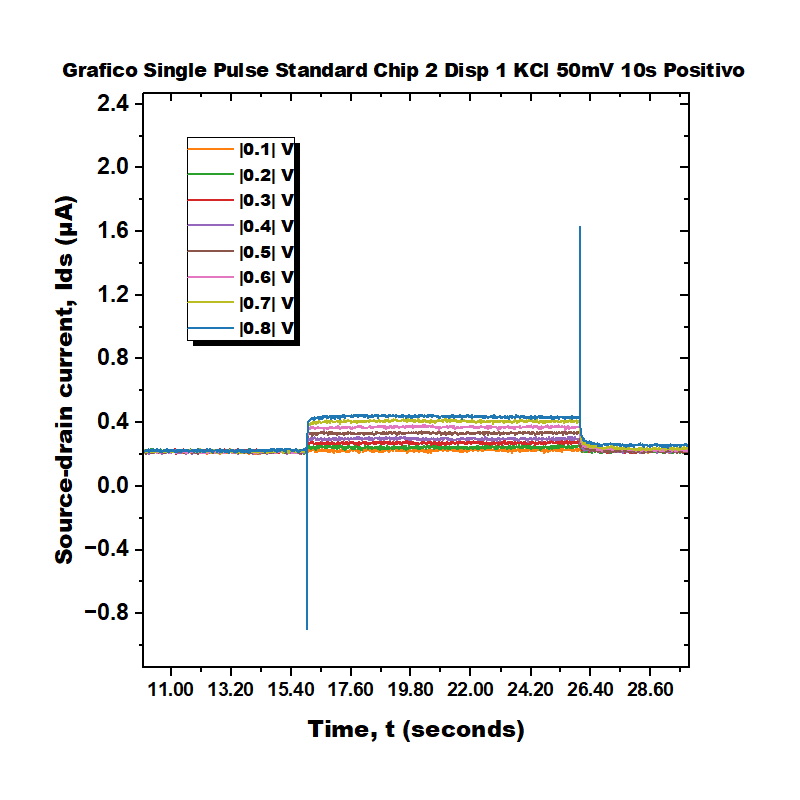 Grafico Single Pulse Standard Chip 2 Disp 1 KCl 50mV 10s Positivo
2.4
2.0
1.6
1.2
0.8
0.4
0.0
−0.4
−0.8
Source-drain current, Ids (µA)
|0.1| V
|0.2| V
|0.3| V
|0.4| V
|0.5| V
|0.6| V
|0.7| V
|0.8| V
11.00 13.20 15.40 17.60 19.80 22.00 24.20 26.40 28.60
Time, t (seconds)